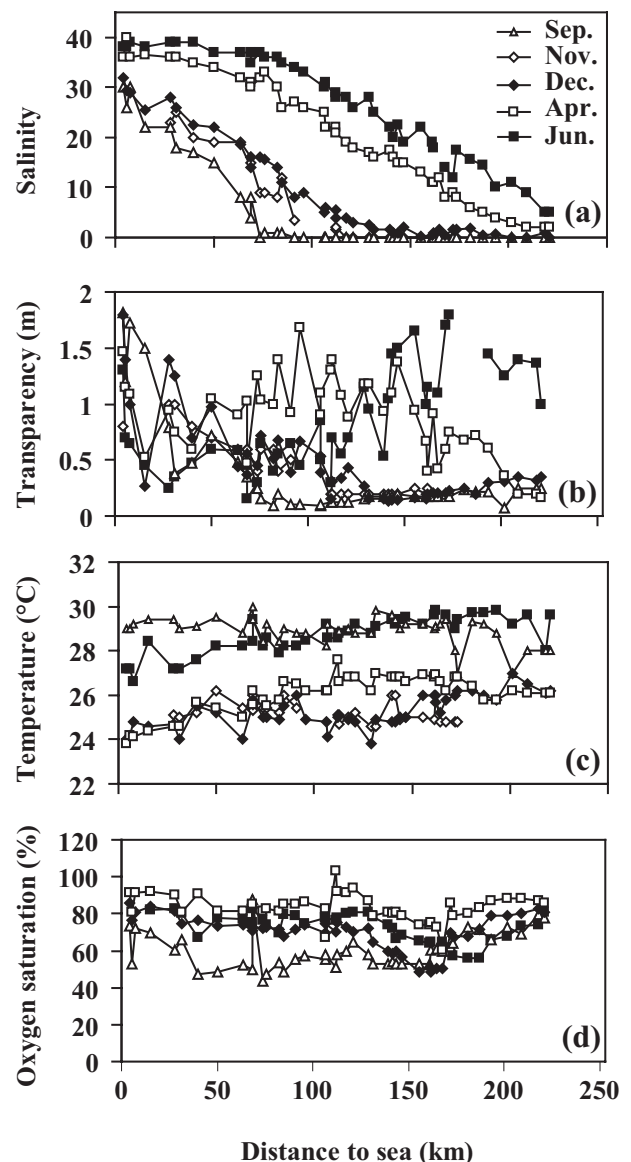 40
30
20
10
0
Salinity
Sep.
Nov.
Dec.
Apr.
Jun.
(a)
2
1.5
1
0.5
0
Transparency (m)
(b)
32
30
28
26
24
22
Temperature (°C)
(c)
120
100
80
60
40
20
0
Oxygen saturation (%)
(d)
0 50 100 150 200 250
Distance to sea (km)